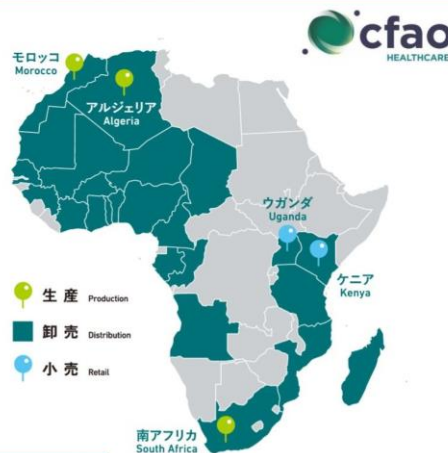 cfao
HEALTHCARE
モロッコ
Morocco
アルジェリア
Algeria
ウガンダ
Uganda
ケニア
Kenya
生産 Production
卸売 Distribution
小売 Retail
南アフリカ
South Africa